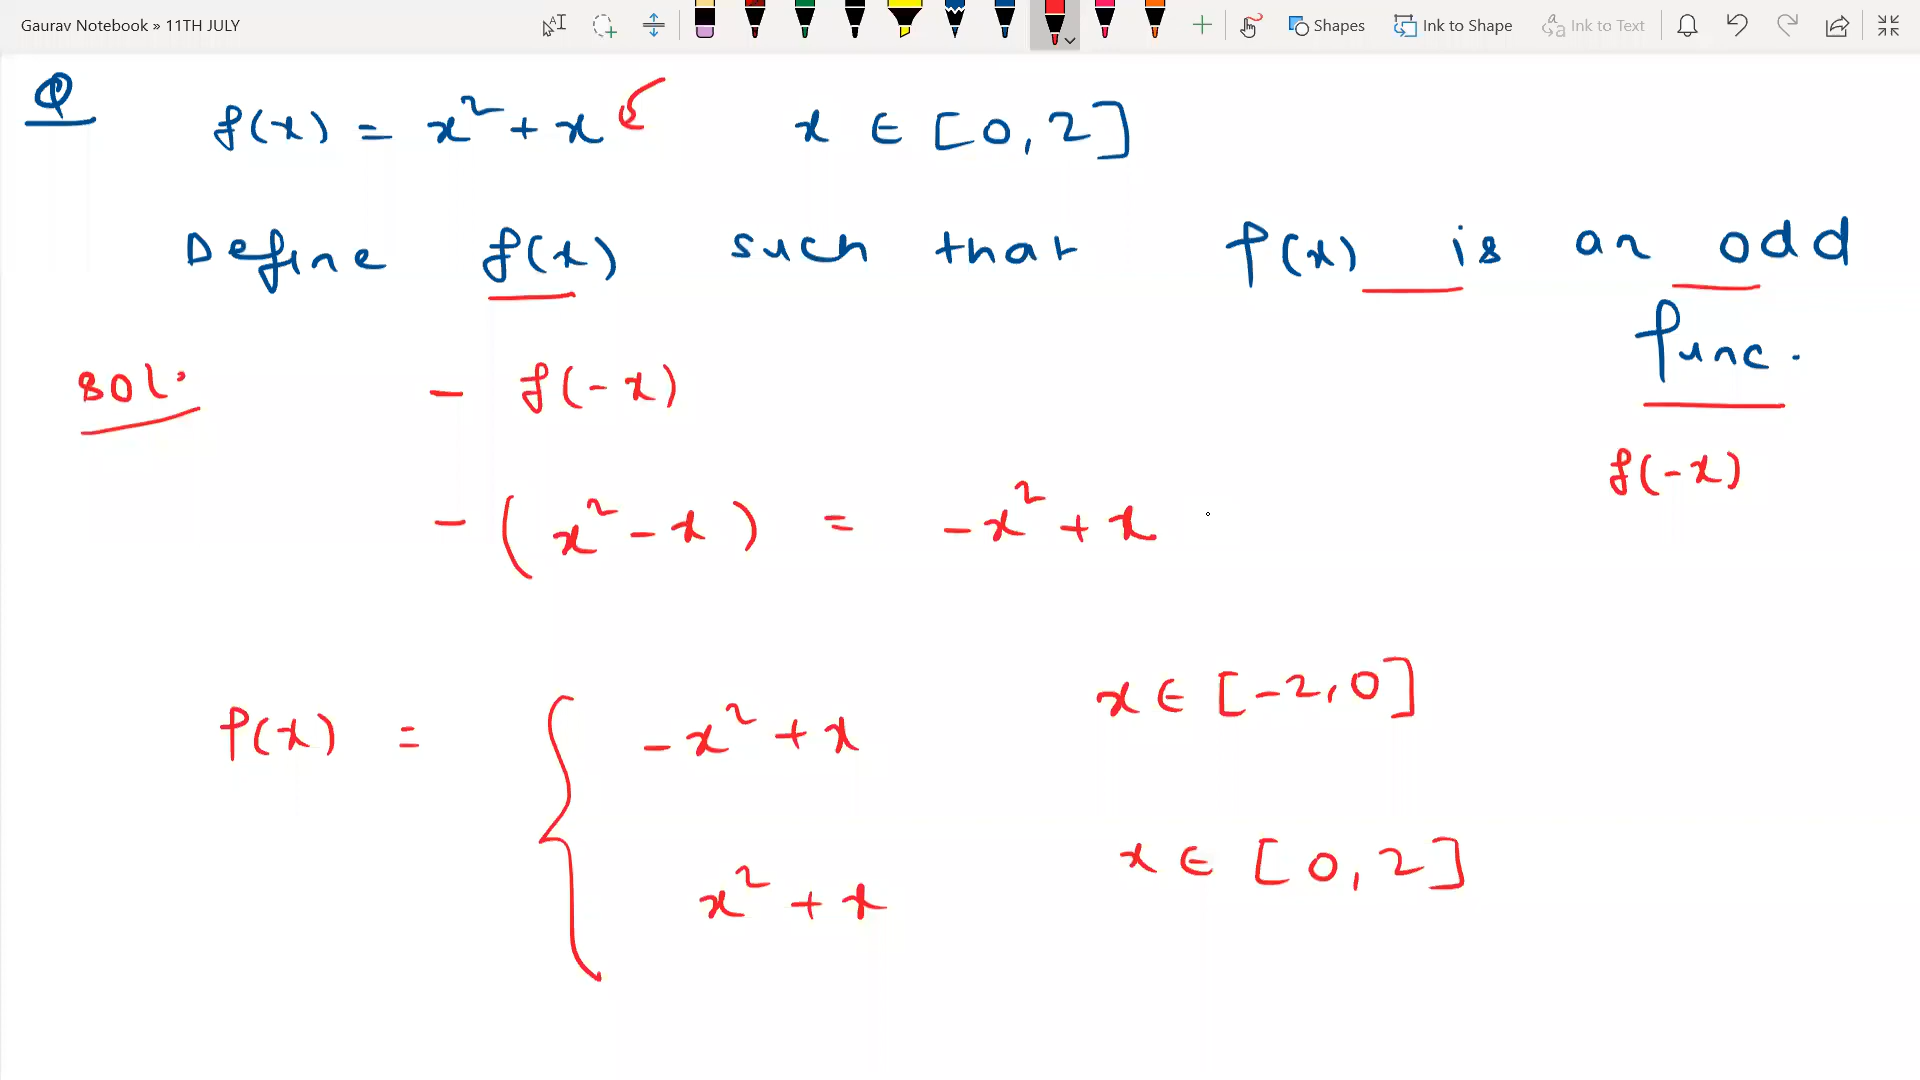 Gaurav Notebook » 11TH JULY
Shapes Ink to Shape Ink to Text
Q
f(x) = x² + x x ∈ [0, 2]
Define f(x) such that f(x) is an odd
func.
Sol. - f(-x)
f(-x)
- (x² - x) = -x² + x
f(x) = { -x² + x x ∈ [-2, 0]
x² + x x ∈ [0, 2]